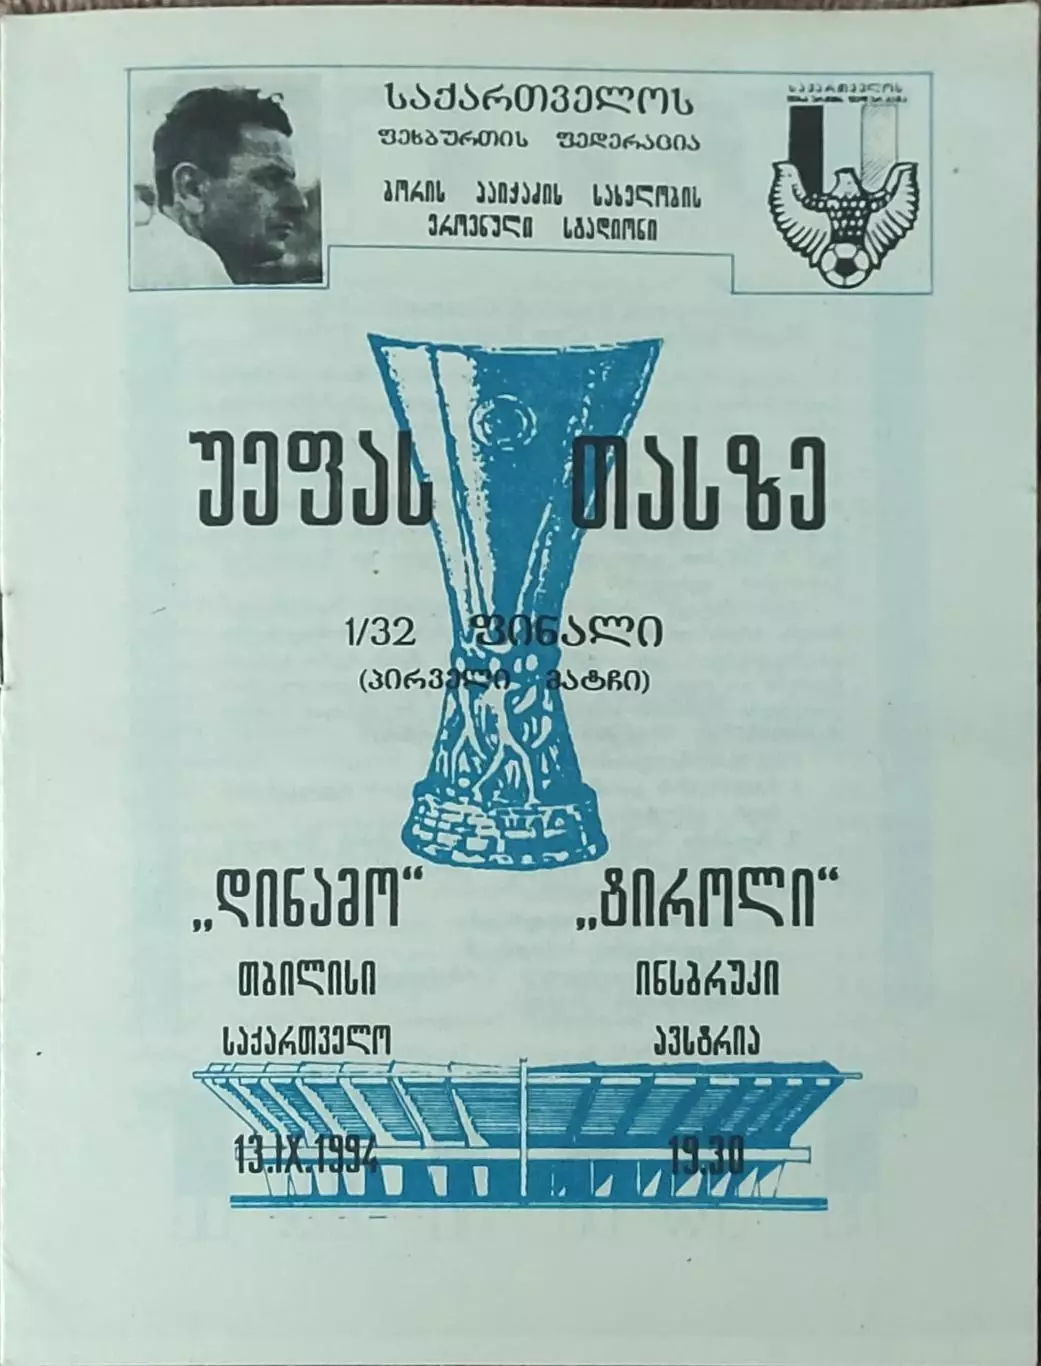 საქართველოს
ფეხბურთის ფედერაცია
ბორის პაიჭაძის სახელობის
ეროვნული სტადიონი
საქართველოს
უეფას თასზე
1/32 ფინალი
(პირველი მატჩი)
„დინამო“ „ტიროლი“
თბილისი ინსბრუკი
საქართველო ავსტრია
13.IX.1994 19.30